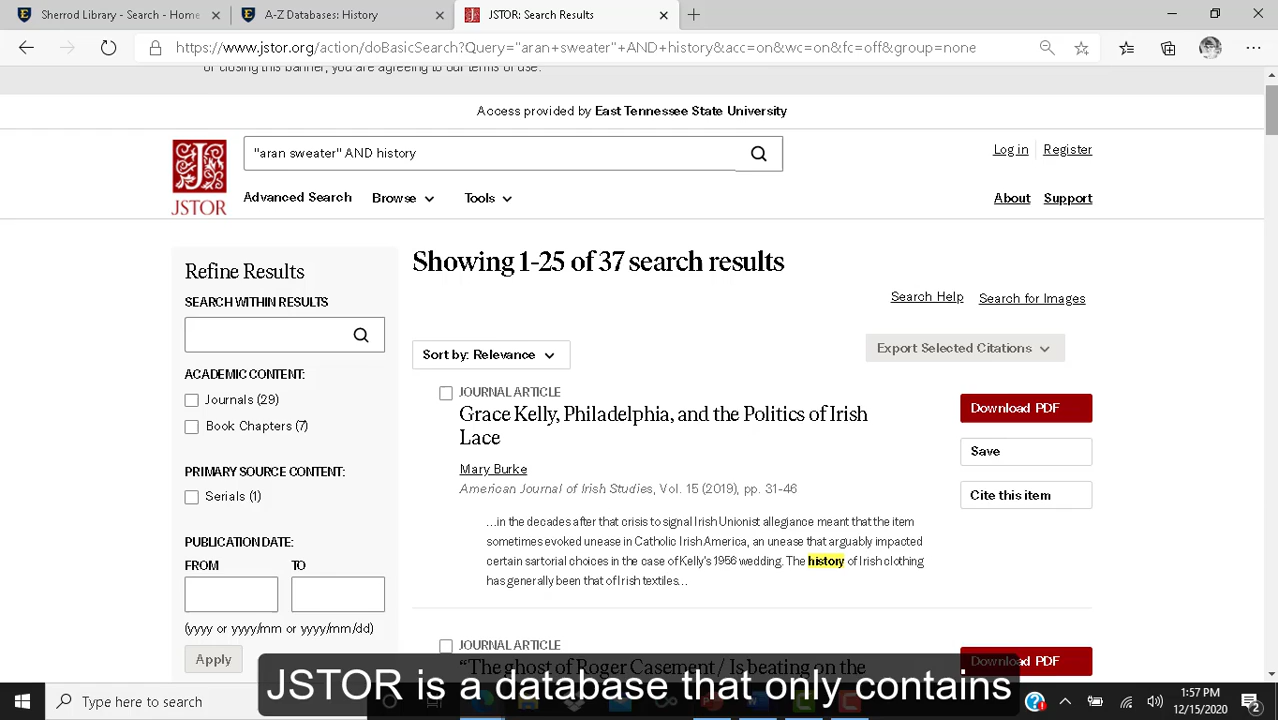 Sherrod Library - Search - Home
A-Z Databases: History
JSTOR: Search Results
https://www.jstor.org/action/doBasicSearch?Query="aran+sweater"+AND+history&acc=on&wc=on&fc=off&group=none
or closing this banner, you are agreeing to our terms of use.
Access provided by East Tennessee State University
"aran sweater" AND history
Log in Register
JSTOR
Advanced Search Browse Tools
About Support
Refine Results
SEARCH WITHIN RESULTS
ACADEMIC CONTENT:
Journals (29)
Book Chapters (7)
PRIMARY SOURCE CONTENT:
Serials (1)
PUBLICATION DATE:
FROM TO
(yyyy or yyyy/mm or yyyy/mm/dd)
Apply
Showing 1-25 of 37 search results
Search Help Search for Images
Sort by: Relevance
Export Selected Citations
JOURNAL ARTICLE
Grace Kelly, Philadelphia, and the Politics of Irish
Lace
Mary Burke
American Journal of Irish Studies, Vol. 15 (2019), pp. 31-46
...in the decades after that crisis to signal Irish Unionist allegiance meant that the item
sometimes evoked unease in Catholic Irish America, an unease that arguably impacted
certain sartorial choices in the case of Kelly's 1956 wedding. The history of Irish clothing
has generally been that of Irish textiles...
Download PDF
Save
Cite this item
JOURNAL ARTICLE
“The ghost of Roger Casement / Is beating on the
Download PDF
JSTOR is a database that only contains
Type here to search
1:57 PM
12/15/2020
2